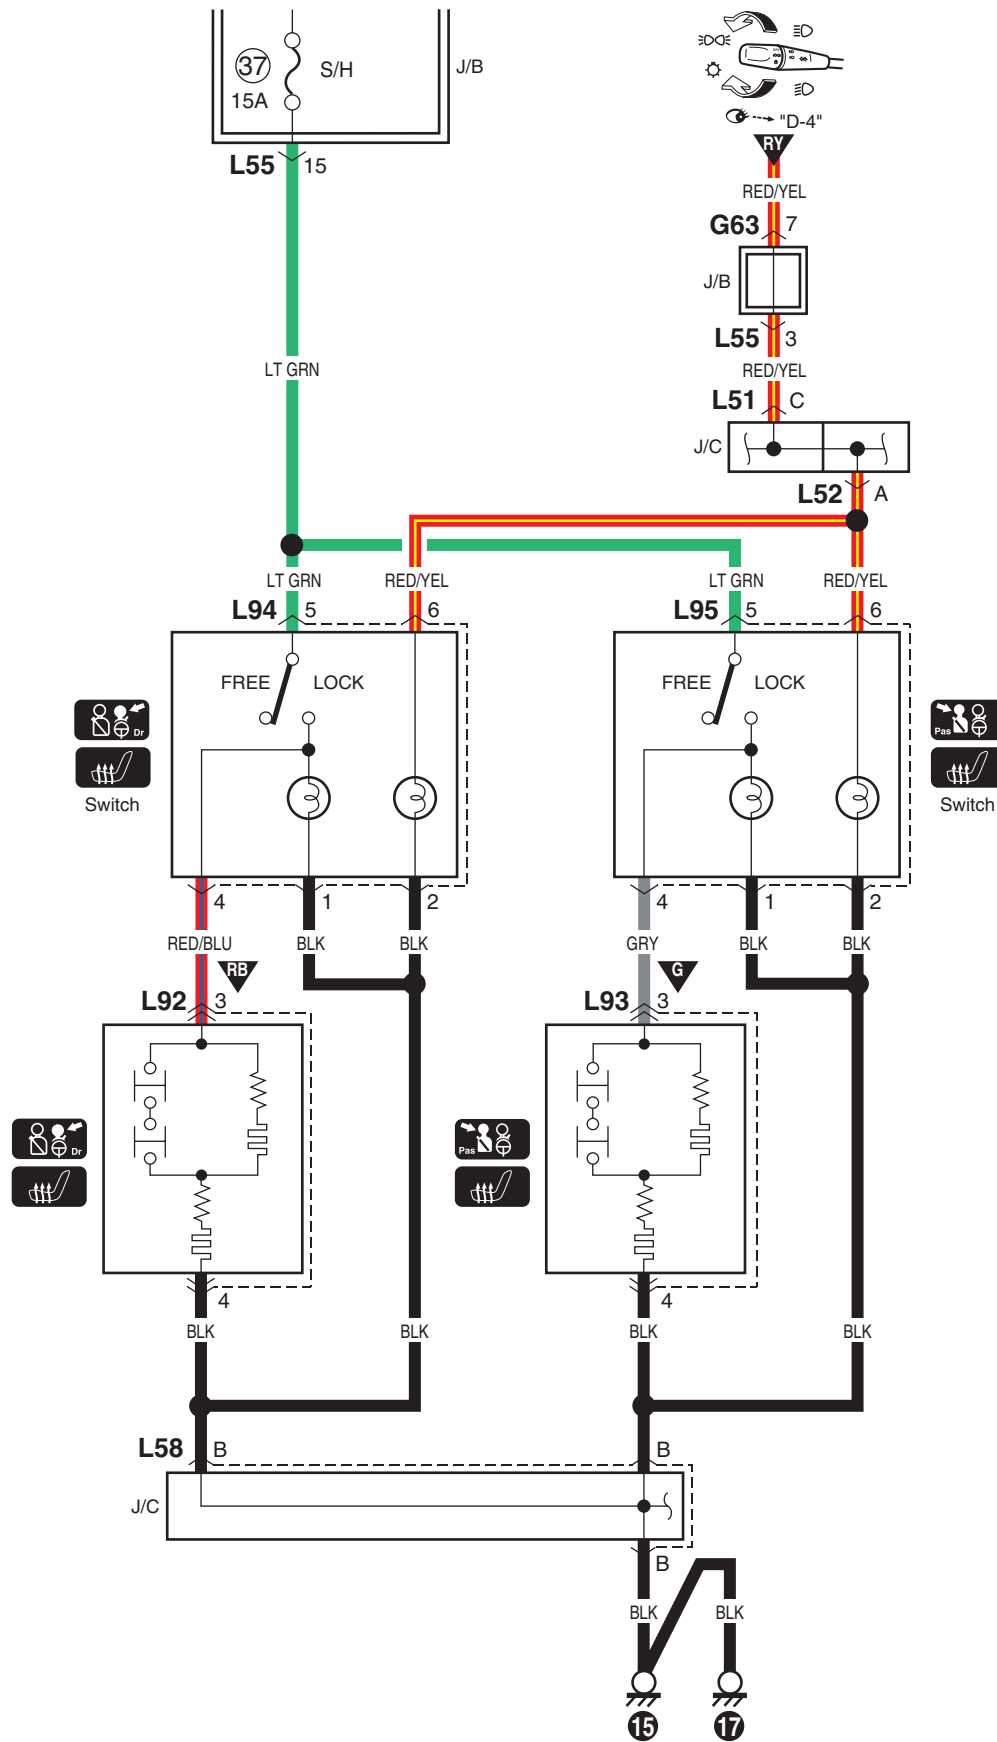 37
15A
S/H
J/B
"D-4"
RY
L55 15
RED/YEL
G63 7
J/B
L55 3
LT GRN
RED/YEL
L51 C
J/C
L52 A
LT GRN RED/YEL LT GRN RED/YEL
L94 5 6 L95 5 6
FREE LOCK FREE LOCK
Dr Pas
Switch Switch
4 1 2 4 1 2
RED/BLU BLK BLK GRY BLK BLK
RB G
L92 3 L93 3
Dr Pas
4 4
BLK BLK BLK BLK
L58 B B
J/C
B
BLK BLK
15 17